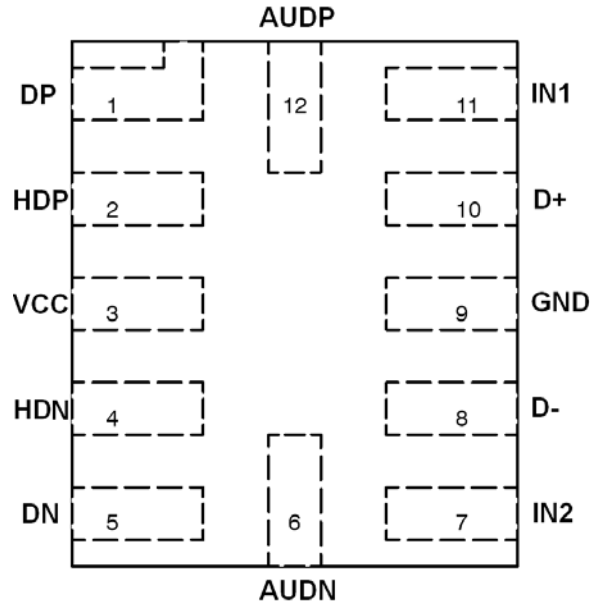 AUDP
DP 1 12 11 IN1
HDP 2 10 D+
VCC 3 9 GND
HDN 4 8 D-
DN 5 6 7 IN2
AUDN